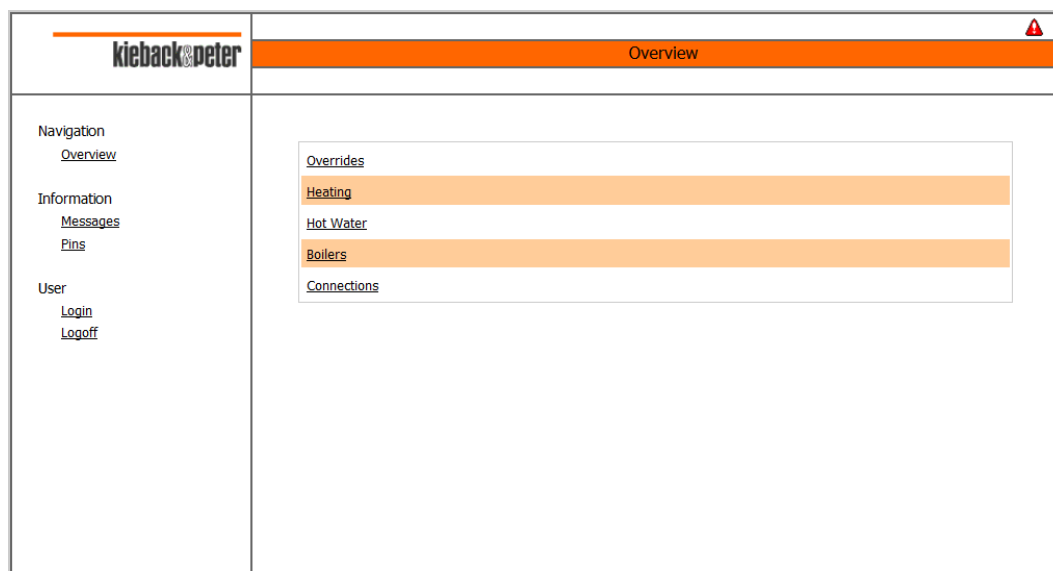 kieback&peter
Overview
Navigation
Overview
Information
Messages
Pins
User
Login
Logoff
Overrides
Heating
Hot Water
Boilers
Connections